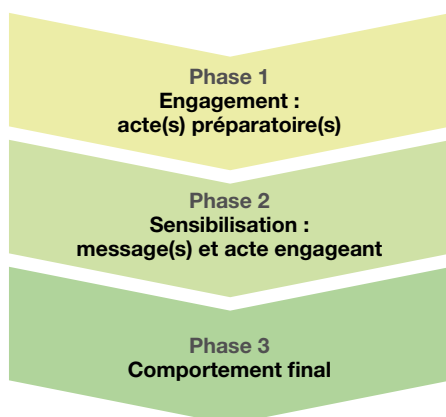 Phase 1
Engagement :
acte(s) préparatoire(s)
Phase 2
Sensibilisation :
message(s) et acte engageant
Phase 3
Comportement final